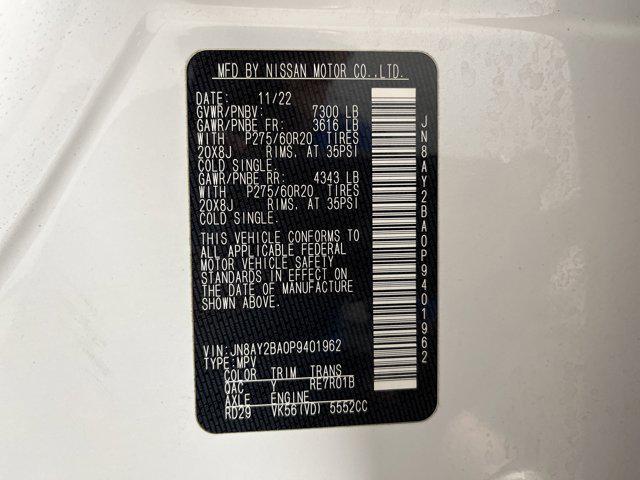 MFD BY NISSAN MOTOR CO.,LTD.
DATE: 11/22
GVWR/PNBV: 7300 LB
GAWR/PNBE FR: 3616 LB
WITH P275/60R20 TIRES
20X8J RIMS. AT 35PSI
COLD SINGLE.
GAWR/PNBE RR: 4343 LB
WITH P275/60R20 TIRES
20X8J RIMS. AT 35PSI
COLD SINGLE.
THIS VEHICLE CONFORMS TO
ALL APPLICABLE FEDERAL
MOTOR VEHICLE SAFETY
STANDARDS IN EFFECT ON
THE DATE OF MANUFACTURE
SHOWN ABOVE.
VIN: JN8AY2BA0P9401962
TYPE: MPV
COLOR TRIM TRANS
QAC Y RE7R01B
AXLE ENGINE
RD29 VK56(VD) 5552CC
JN8AY2BA0P9401962